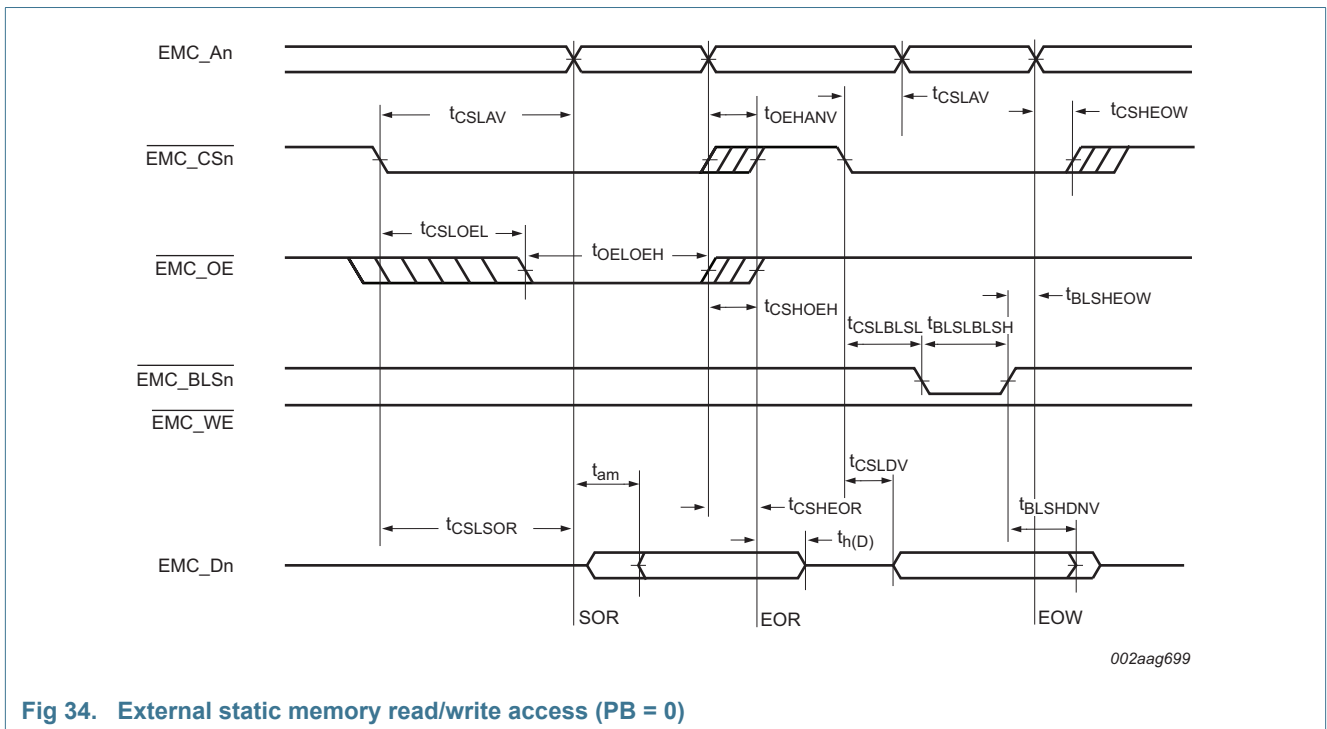 EMC_An
tCSLAV
tOEHANV
tCSLAV
tCSHEOW
EMC_CSn
tCSLOEL
tOELOEH
EMC_OE
tCSHOEH
tBLSHEOW
tCSLBLSL
tBLSLBLSH
EMC_BLSn
EMC_WE
tam
tCSLDV
tCSLSOR
tCSHEOR
tBLSHDNV
th(D)
EMC_Dn
SOR
EOR
EOW
002aag699
Fig 34. External static memory read/write access (PB = 0)